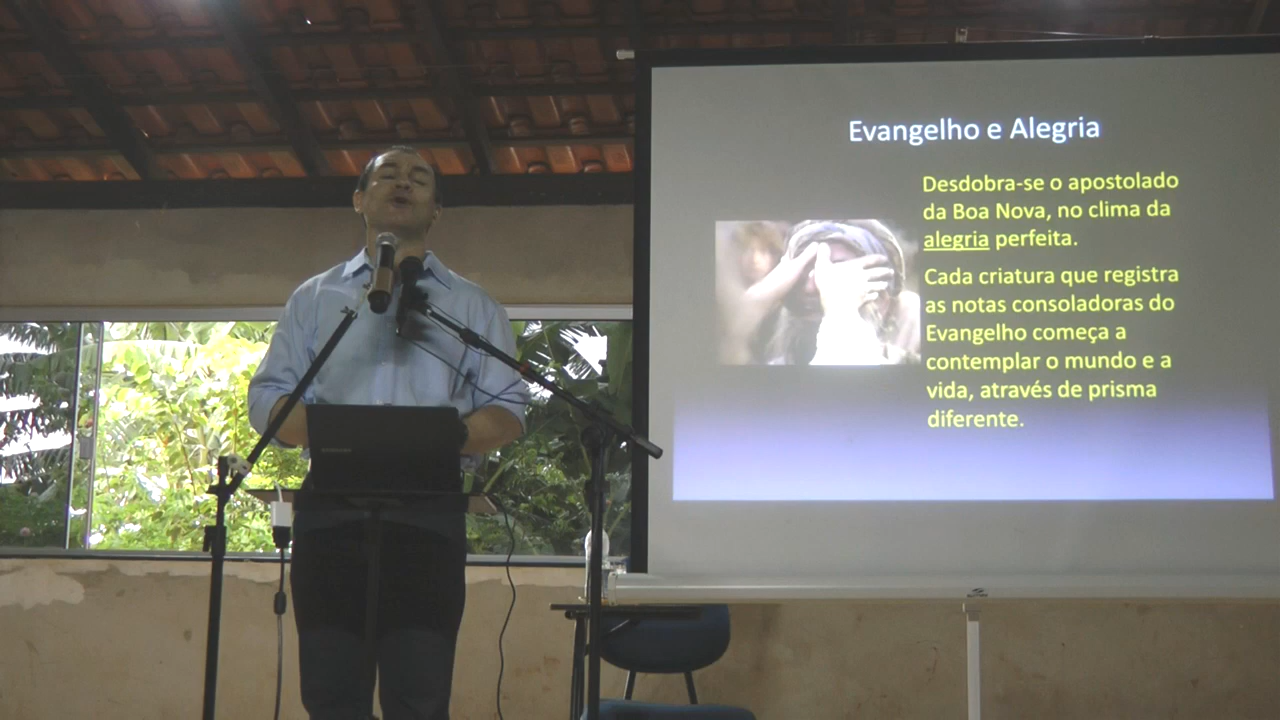 Evangelho e Alegria
Desdobra-se o apostolado
da Boa Nova, no clima da
alegria perfeita.
Cada criatura que registra
as notas consoladoras do
Evangelho começa a
contemplar o mundo e a
vida, através de prisma
diferente.